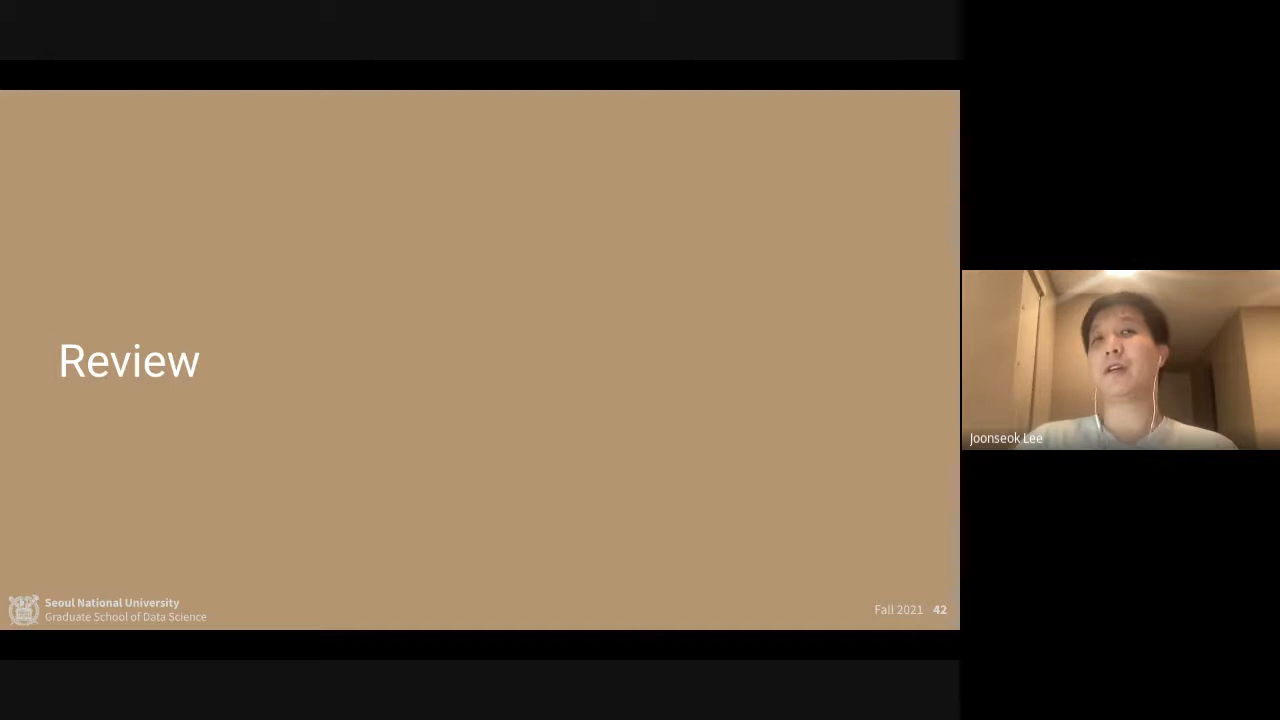 Review
Seoul National University
Graduate School of Data Science
Fall 2021 42
Joonseok Lee